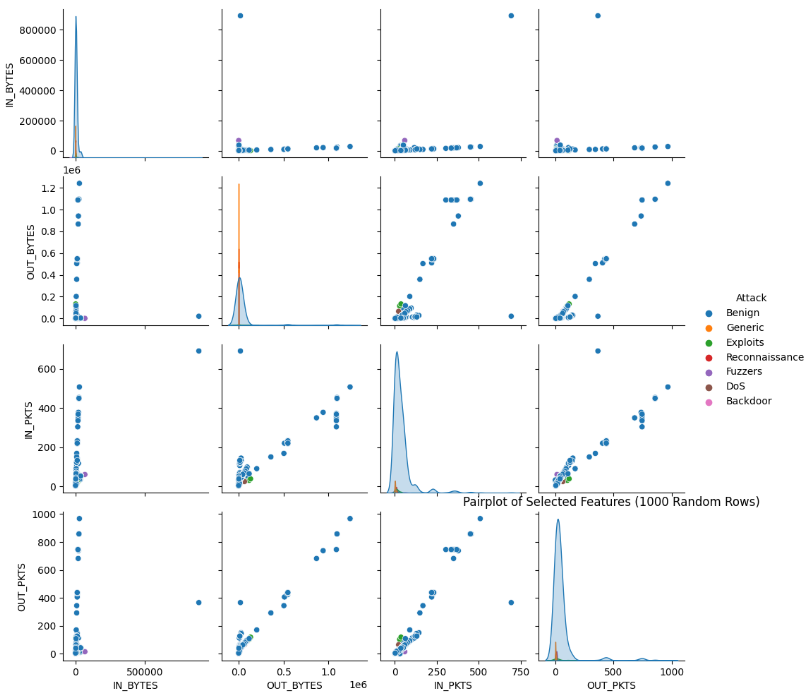 800000
600000
400000
200000
0
IN_BYTES
1e6
1.2
1.0
0.8
0.6
0.4
0.2
0.0
OUT_BYTES
Attack
Benign
Generic
Exploits
Reconnaissance
Fuzzers
DoS
Backdoor
600
400
200
0
IN_PKTS
Pairplot of Selected Features (1000 Random Rows)
1000
800
600
400
200
0
OUT_PKTS
0 500000
0.0 0.5 1.0
1e6
0 250 500 750
0 500 1000
IN_BYTES
OUT_BYTES
IN_PKTS
OUT_PKTS